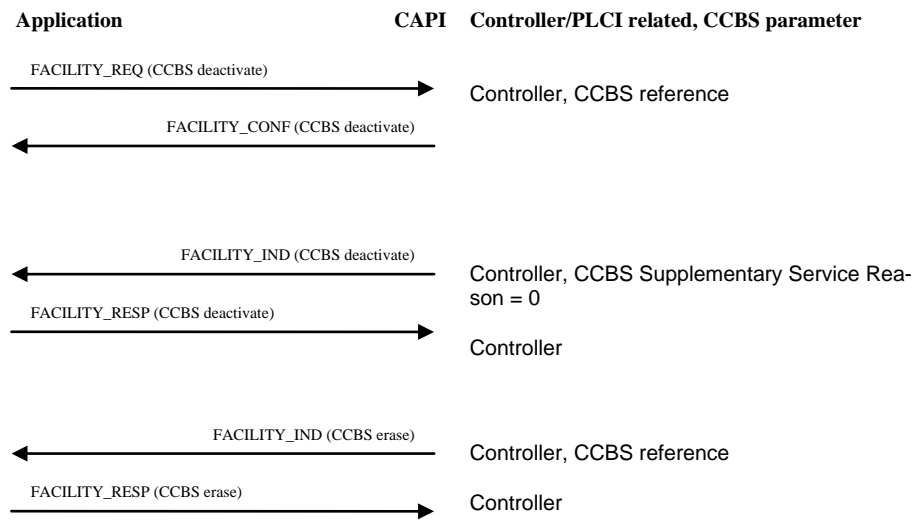 Application CAPI Controller/PLCI related, CCBS parameter
FACILITY_REQ (CCBS deactivate)
Controller, CCBS reference
FACILITY_CONF (CCBS deactivate)
FACILITY_IND (CCBS deactivate)
Controller, CCBS Supplementary Service Rea-
son = 0
FACILITY_RESP (CCBS deactivate)
Controller
FACILITY_IND (CCBS erase)
Controller, CCBS reference
FACILITY_RESP (CCBS erase)
Controller